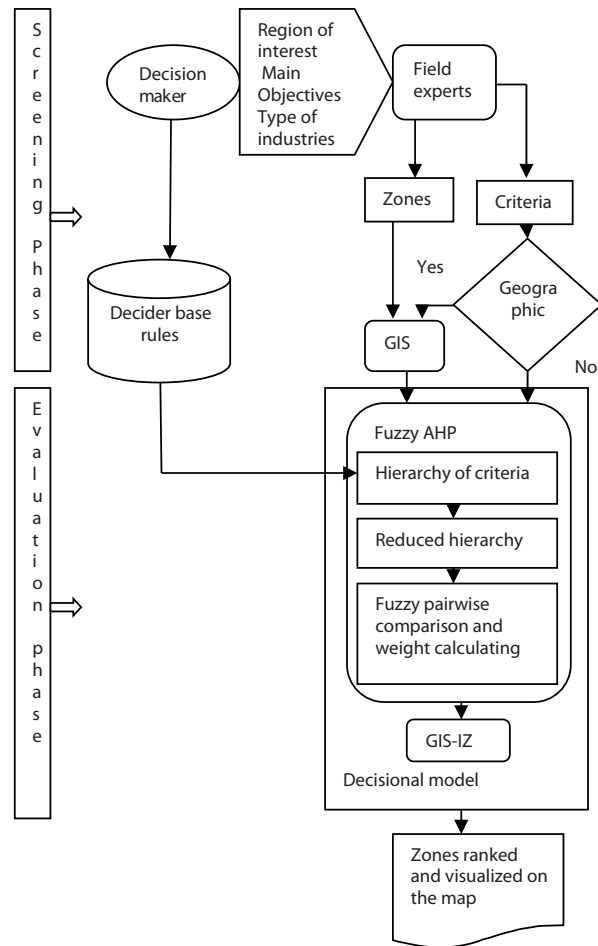 Screening Phase
Decision
maker
Region of
interest
Main
Objectives
Type of
industries
Field
experts
Zones
Criteria
Yes
Geogra
phic
No
Decider base
rules
GIS
Evaluation phase
Fuzzy AHP
Hierarchy of criteria
Reduced hierarchy
Fuzzy pairwise
comparison and
weight calculating
GIS-IZ
Decisional model
Zones ranked
and visualized on
the map